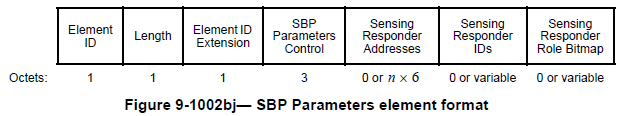 Element ID
Length
Element ID Extension
SBP Parameters Control
Sensing Responder Addresses
Sensing Responder IDs
Sensing Responder Role Bitmap
Octets: 1 1 1 3 0 or n × 6 0 or variable 0 or variable
Figure 9-1002bj— SBP Parameters element format